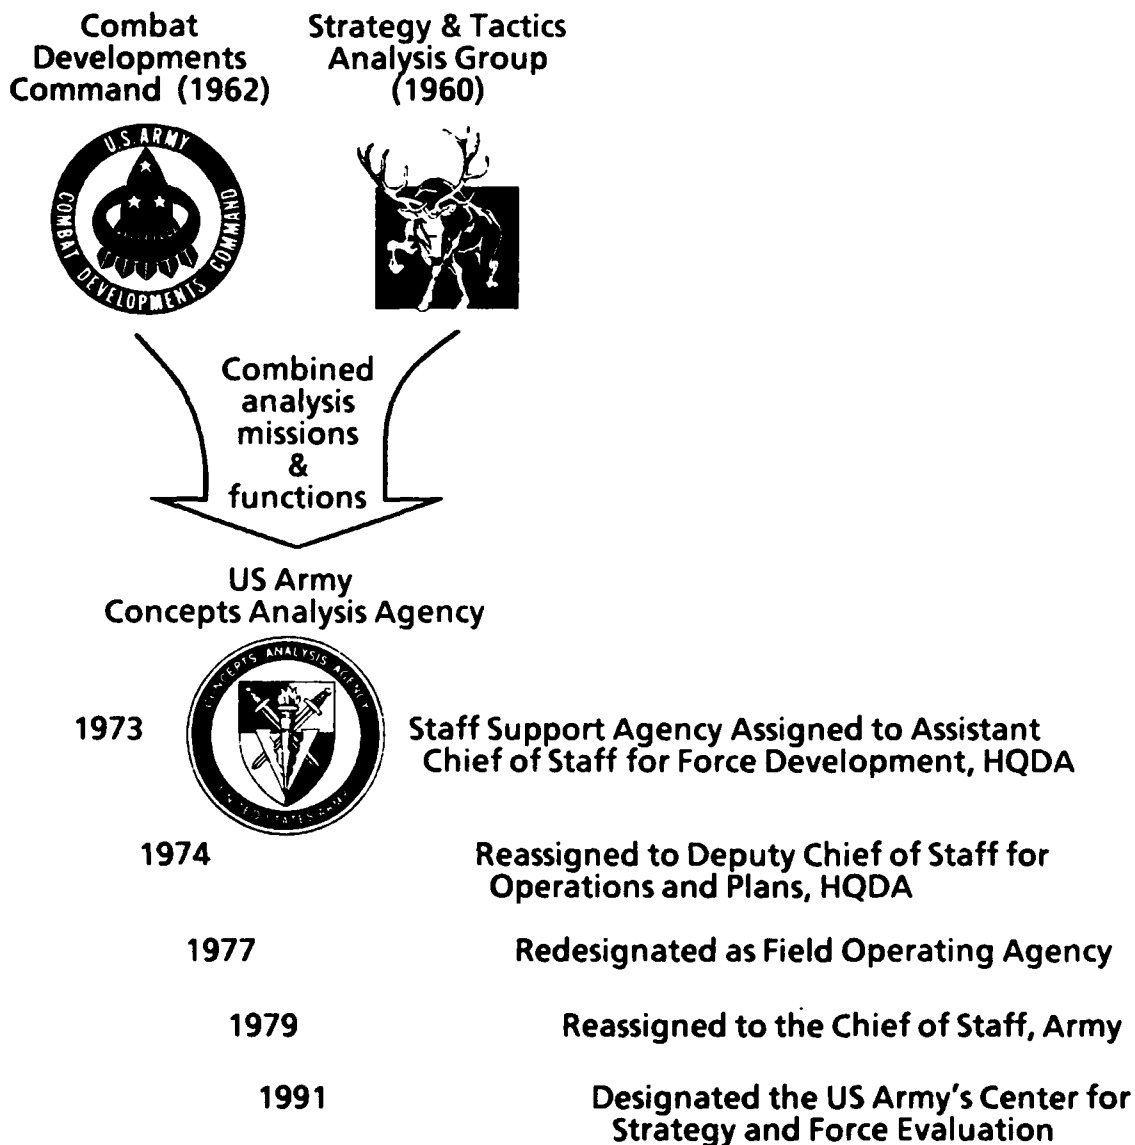 Combat
Developments
Command (1962)
Strategy & Tactics
Analysis Group
(1960)
U.S. ARMY
COMBAT DEVELOPMENTS COMMAND
Combined
analysis
missions
&
functions
US Army
Concepts Analysis Agency
CONCEPTS ANALYSIS AGENCY
UNITED STATES ARMY
1973
Staff Support Agency Assigned to Assistant
Chief of Staff for Force Development, HQDA
1974
Reassigned to Deputy Chief of Staff for
Operations and Plans, HQDA
1977
Redesignated as Field Operating Agency
1979
Reassigned to the Chief of Staff, Army
1991
Designated the US Army's Center for
Strategy and Force Evaluation